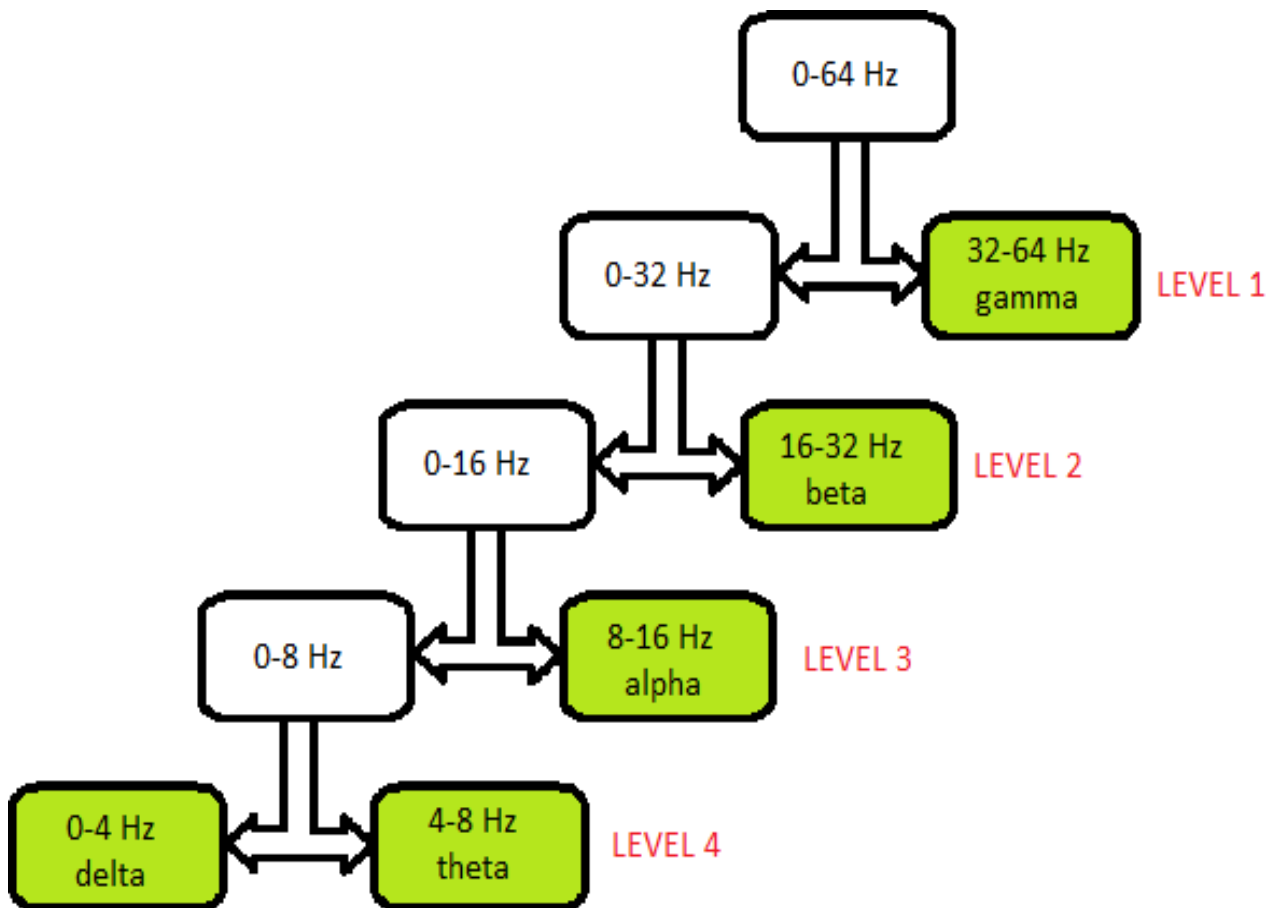 0-64 Hz
0-32 Hz
32-64 Hz
gamma
LEVEL 1
0-16 Hz
16-32 Hz
beta
LEVEL 2
0-8 Hz
8-16 Hz
alpha
LEVEL 3
0-4 Hz
delta
4-8 Hz
theta
LEVEL 4